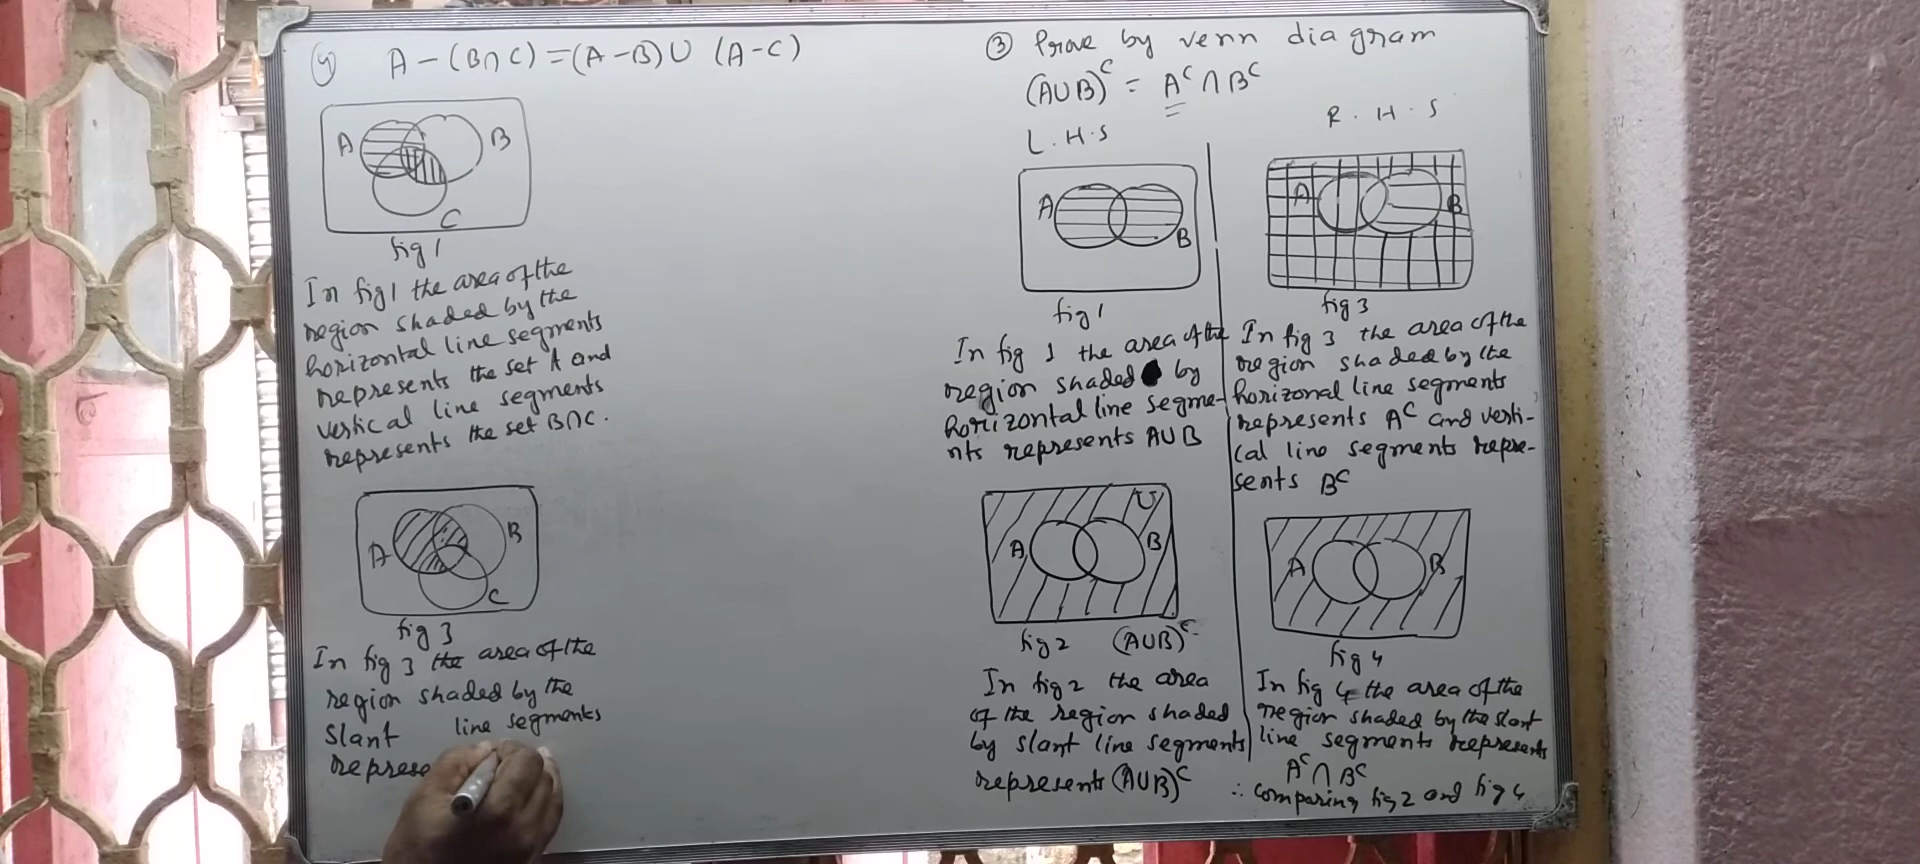 ④ A - (B∩C) = (A-B) ∪ (A-C)
A B
C
fig 1
In fig 1 the area of the
region shaded by the
horizontal line segments
represents the set A and
vertical line segments
represents the set B∩C.
A B
C
fig 3
In fig 3 the area of the
region shaded by the
slant line segments
represe
③ Prove by venn diagram
(A∪B)ᶜ = Aᶜ ∩ Bᶜ
L.H.S
A B
fig 1
In fig 1 the area of the
region shaded by
horizontal line segme-
nts represents A∪B
U
A B
fig 2 (A∪B)ᶜ
In fig 2 the area
of the region shaded
by slant line segments
represents (A∪B)ᶜ
R.H.S
A B
fig 3
In fig 3 the area of the
region shaded by the
horizonal line segments
represents Aᶜ and verti-
cal line segments repre-
sents Bᶜ
A B
fig 4
In fig 4 the area of the
region shaded by the slant
line segments represents
Aᶜ ∩ Bᶜ
∴ Comparing fig 2 and fig 4